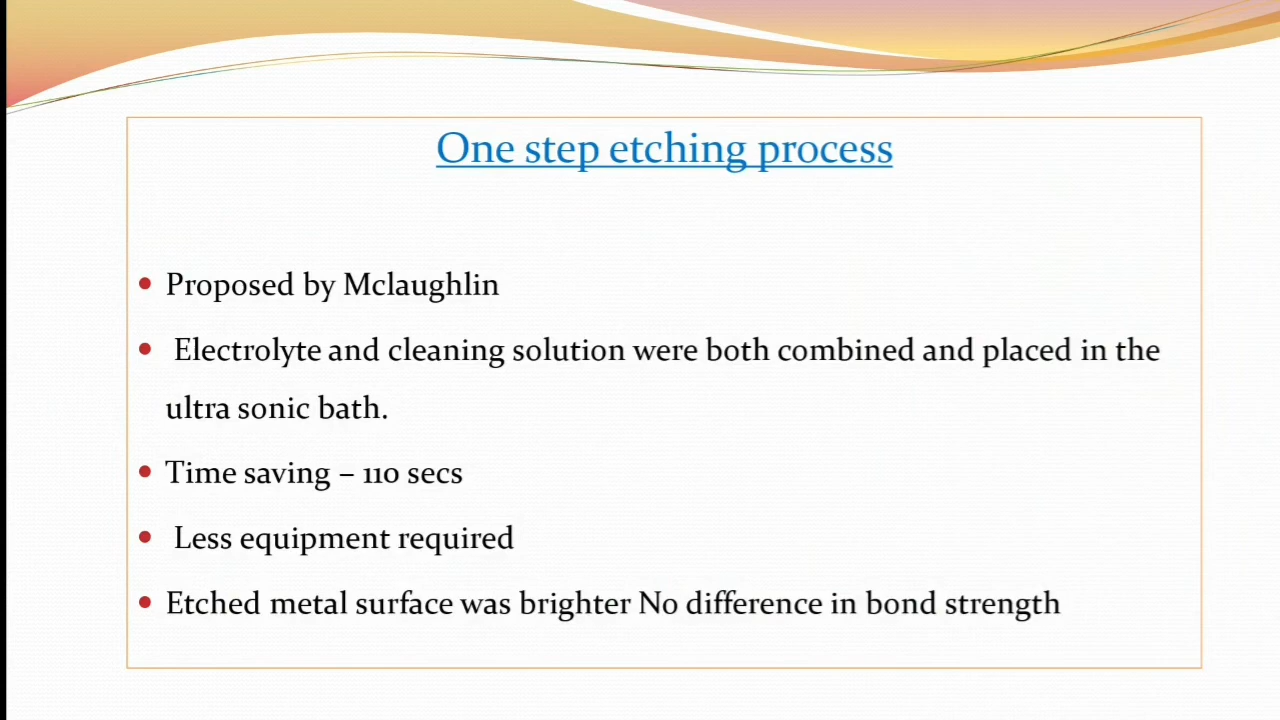 One step etching process
• Proposed by Mclaughlin
• Electrolyte and cleaning solution were both combined and placed in the
ultra sonic bath.
• Time saving – 110 secs
• Less equipment required
• Etched metal surface was brighter No difference in bond strength